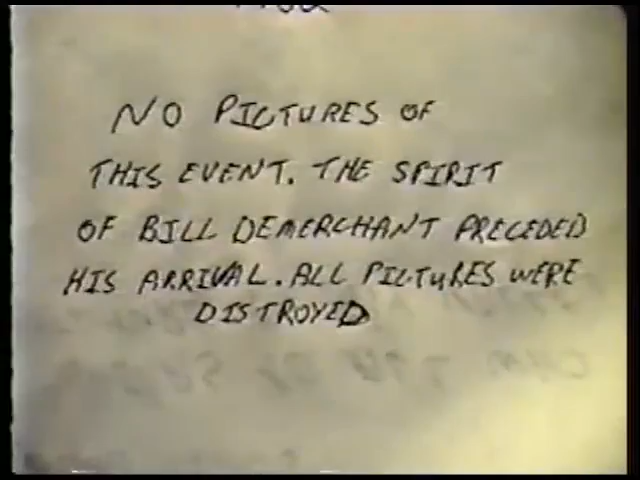 NO PICTURES OF
THIS EVENT. THE SPIRIT
OF BILL DEMERCHANT PRECEDED
HIS ARRIVAL. ALL PICTURES WERE
DISTROYED